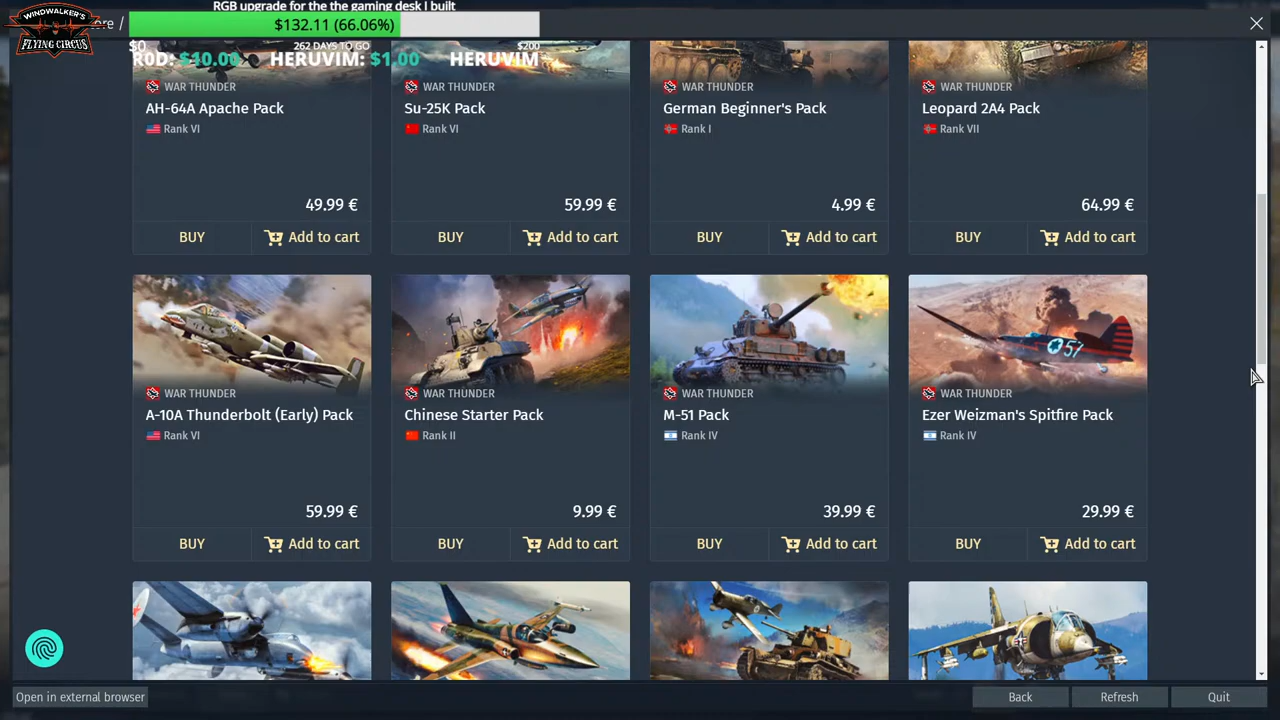 WINDWALKER'S
FLYING CIRCUS
ore /
RGB upgrade for the the gaming desk I built
$132.11 (66.06%)
$0
262 DAYS TO GO
$200
R0D: $10.00
HERUVIM: $1.00
HERUVIM
WAR THUNDER
AH-64A Apache Pack
Rank VI
49.99 €
BUY
Add to cart
WAR THUNDER
Su-25K Pack
Rank VI
59.99 €
BUY
Add to cart
WAR THUNDER
German Beginner's Pack
Rank I
4.99 €
BUY
Add to cart
WAR THUNDER
Leopard 2A4 Pack
Rank VII
64.99 €
BUY
Add to cart
WAR THUNDER
A-10A Thunderbolt (Early) Pack
Rank VI
59.99 €
BUY
Add to cart
WAR THUNDER
Chinese Starter Pack
Rank II
9.99 €
BUY
Add to cart
WAR THUNDER
M-51 Pack
Rank IV
39.99 €
BUY
Add to cart
57
WAR THUNDER
Ezer Weizman's Spitfire Pack
Rank IV
29.99 €
BUY
Add to cart
Open in external browser
Back
Refresh
Quit